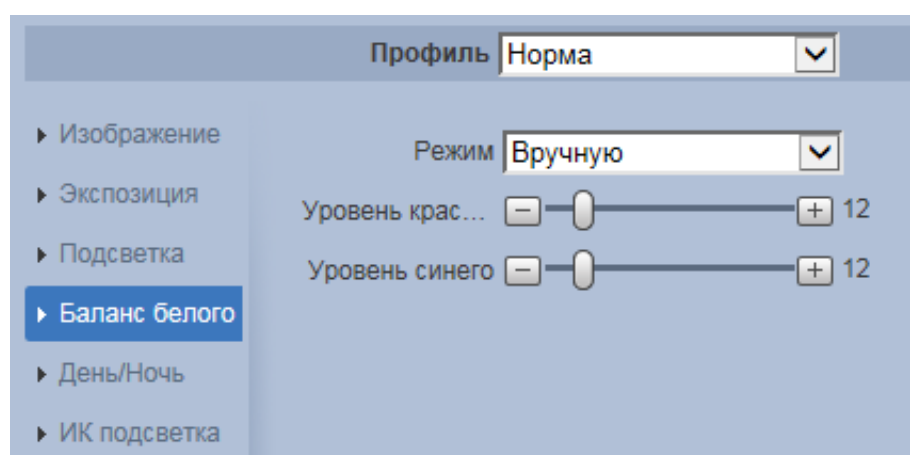 Профиль Норма
Изображение
Режим Вручную
Экспозиция
Уровень крас... 12
Подсветка
Уровень синего 12
Баланс белого
День/Ночь
ИК подсветка